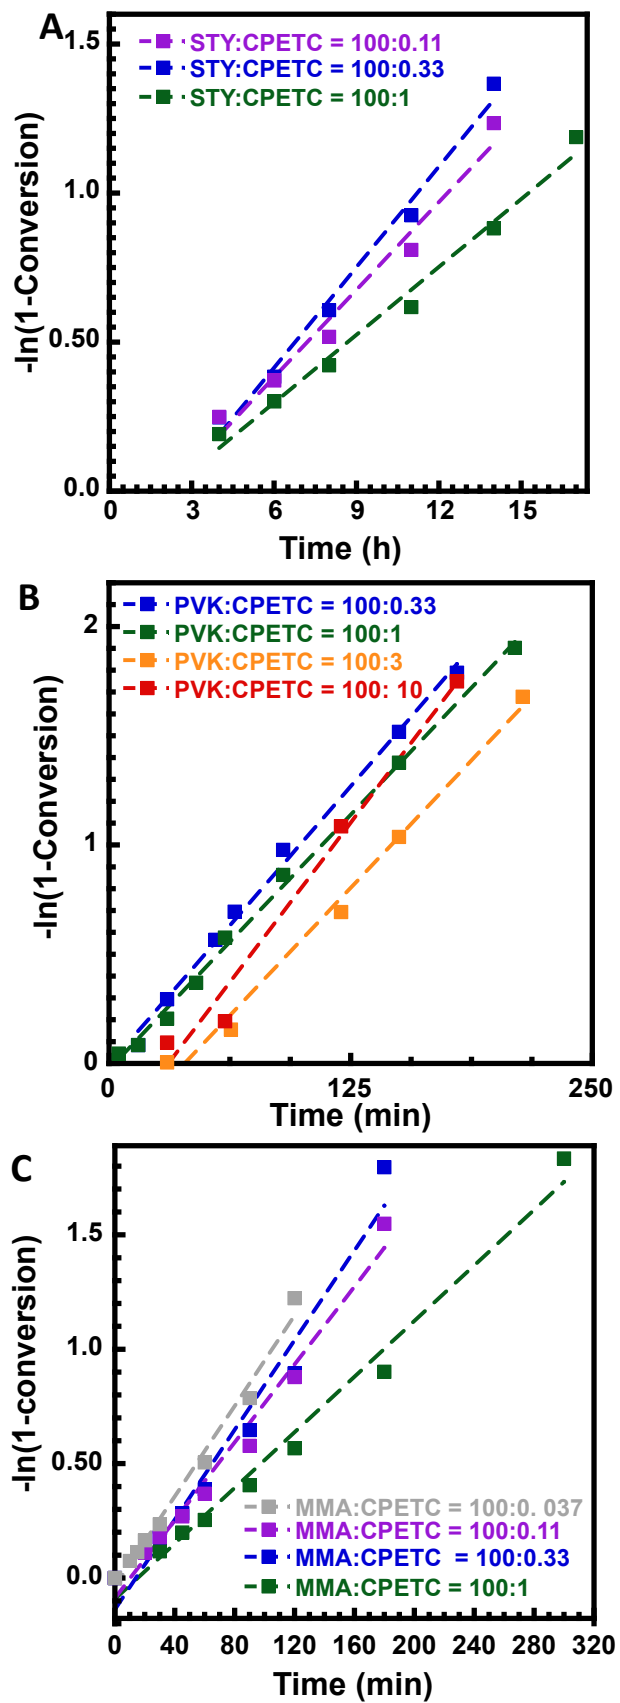 A
1.5
STY:CPETC = 100:0.11
STY:CPETC = 100:0.33
STY:CPETC = 100:1
1.0
0.50
0.0
-ln(1-Conversion)
0 3 6 9 12 15
Time (h)
B
PVK:CPETC = 100:0.33
2
PVK:CPETC = 100:1
PVK:CPETC = 100:3
PVK:CPETC = 100: 10
1
0
-ln(1-Conversion)
0 125 250
Time (min)
C
1.5
1.0
0.50
0.0
-ln(1-conversion)
MMA:CPETC = 100:0. 037
MMA:CPETC = 100:0.11
MMA:CPETC  = 100:0.33
MMA:CPETC = 100:1
0 40 80 120 160 200 240 280 320
Time (min)